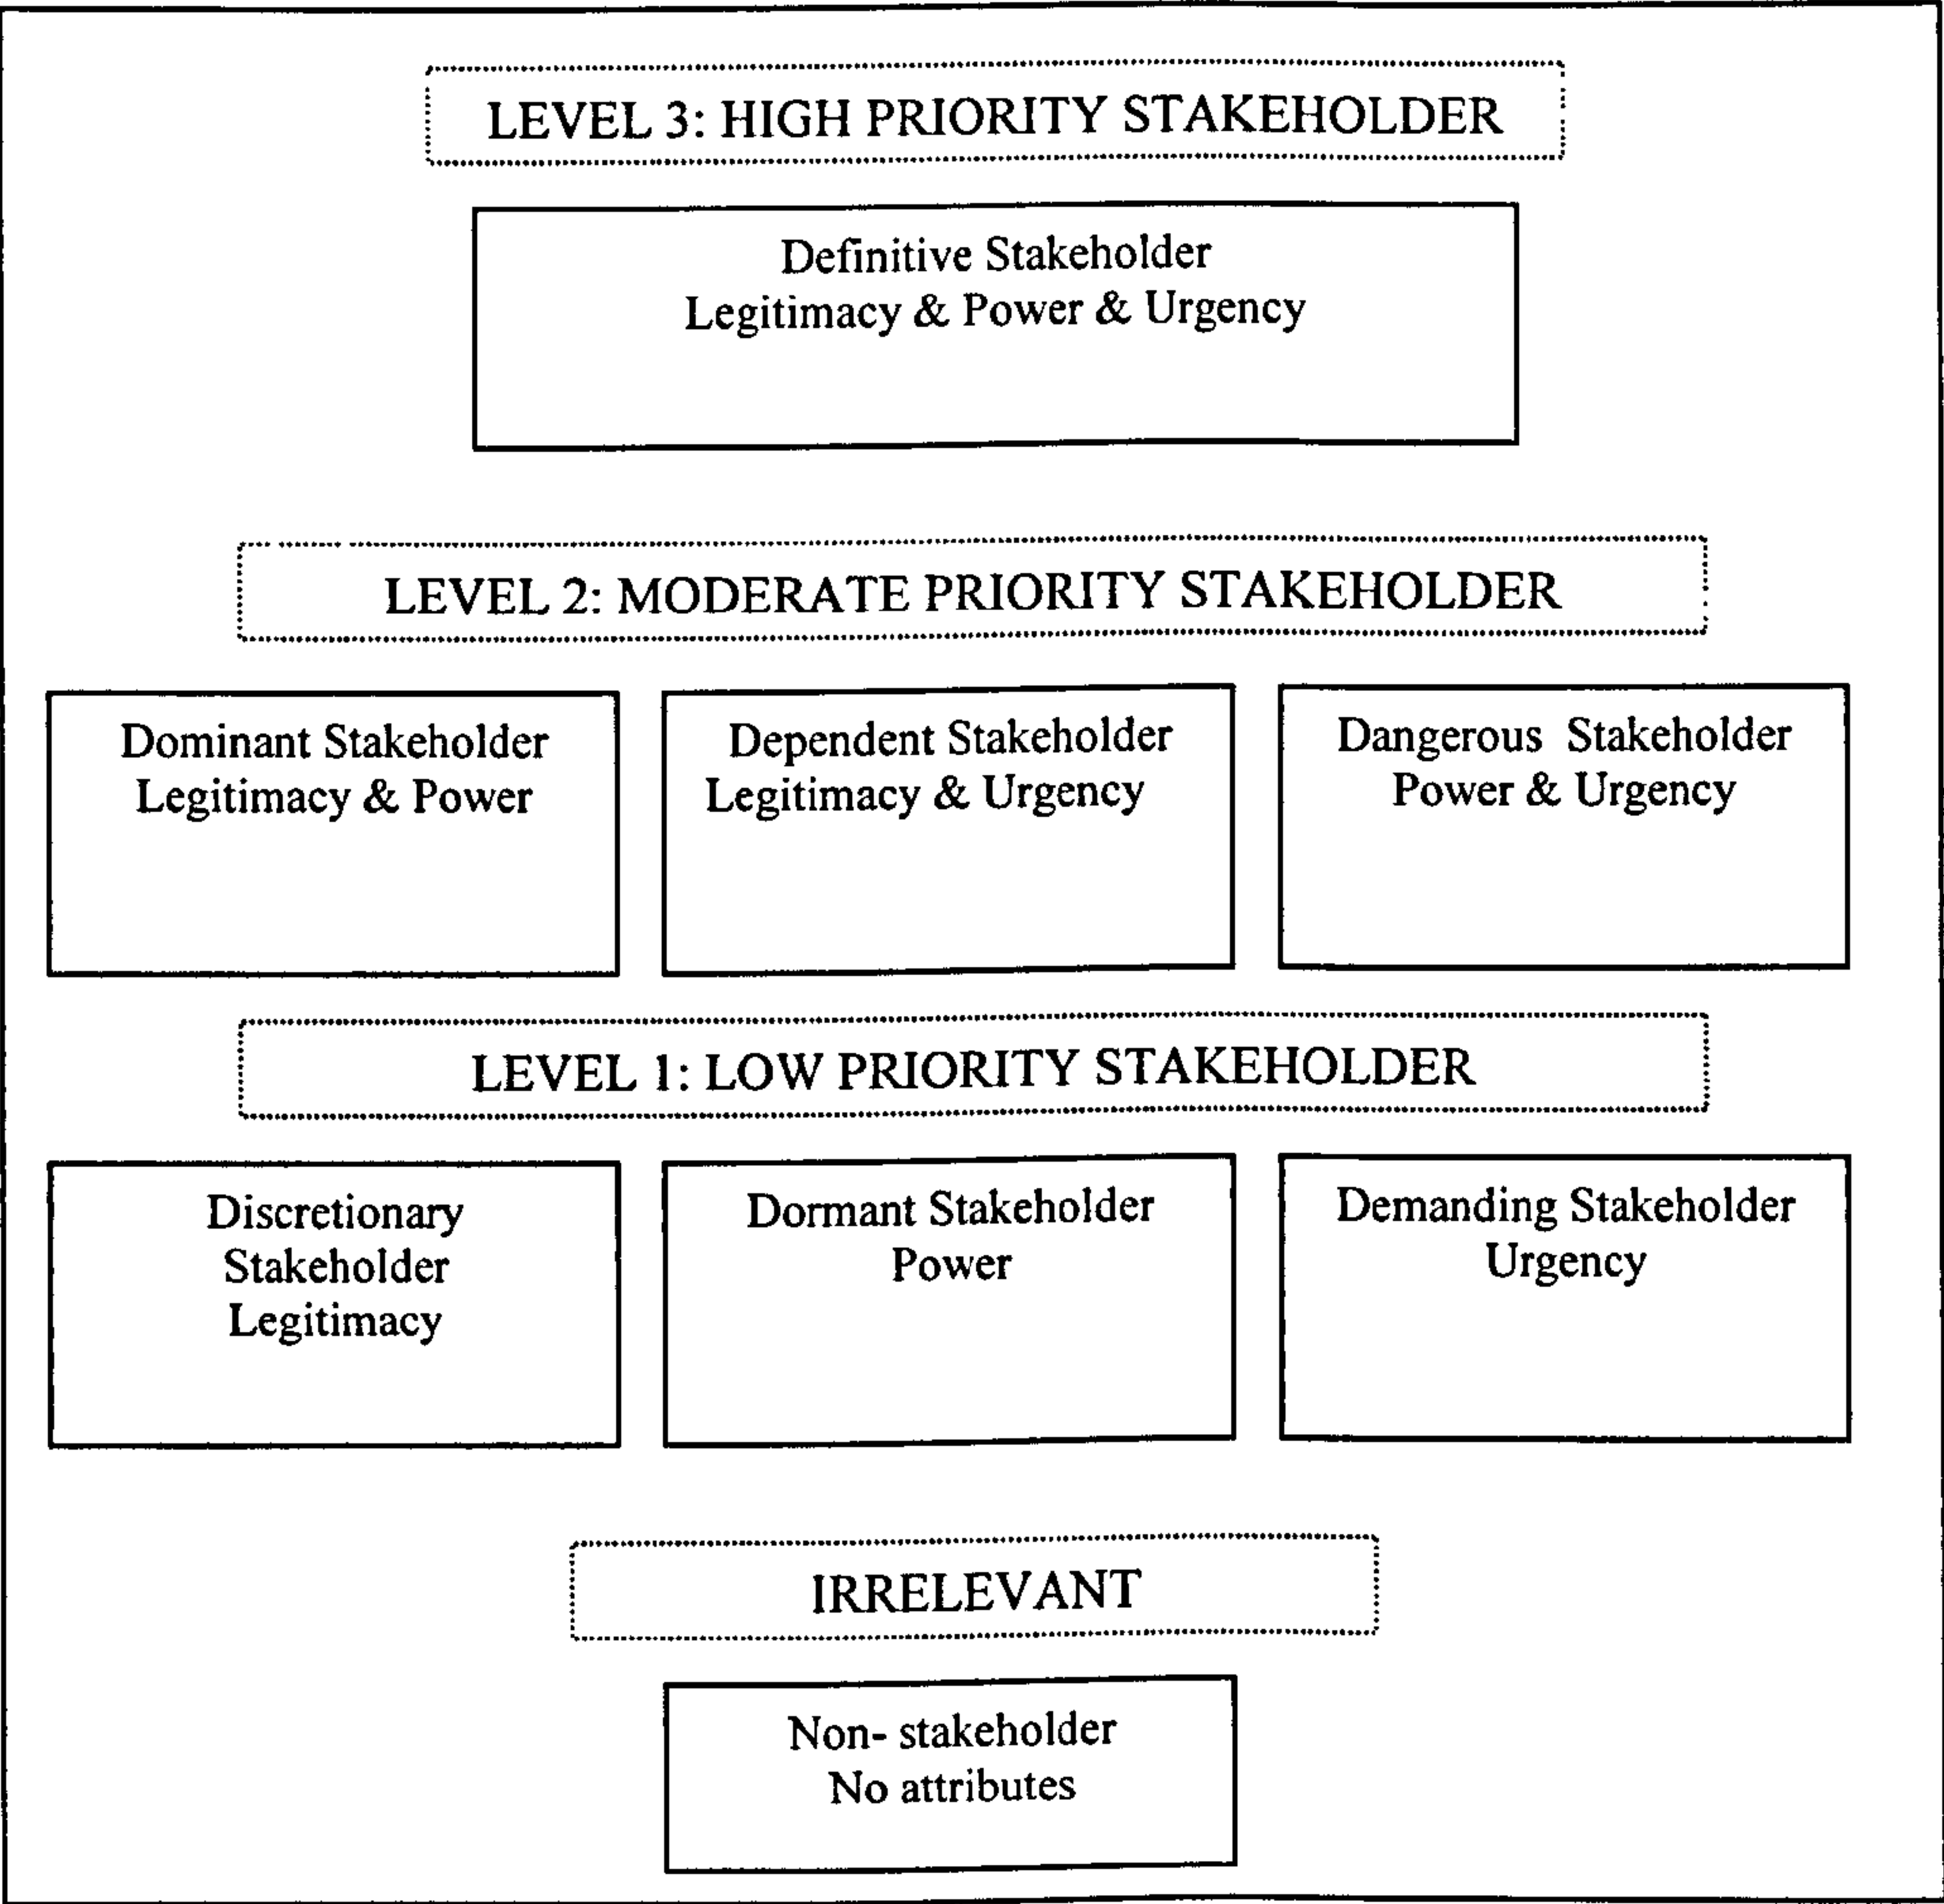 LEVEL 3: HIGH PRIORITY STAKEHOLDER
Definitive Stakeholder
Legitimacy & Power & Urgency
LEVEL 2: MODERATE PRIORITY STAKEHOLDER
Dominant Stakeholder
Legitimacy & Power
Dependent Stakeholder
Legitimacy & Urgency
Dangerous Stakeholder
Power & Urgency
LEVEL 1: LOW PRIORITY STAKEHOLDER
Discretionary
Stakeholder
Legitimacy
Dormant Stakeholder
Power
Demanding Stakeholder
Urgency
IRRELEVANT
Non- stakeholder
No attributes